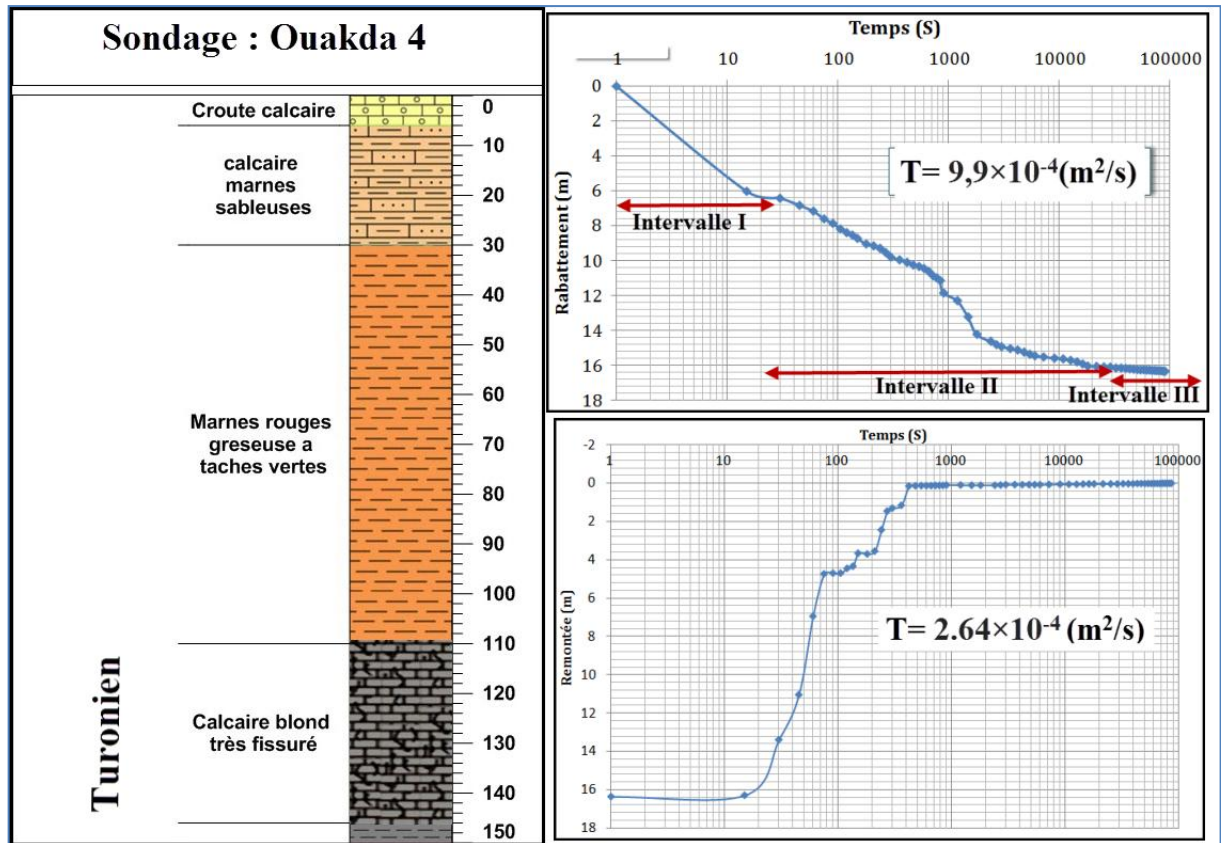 Sondage : Ouakda 4
Croute calcaire
calcaire
marnes
sableuses
Marnes rouges
greseuse a
taches vertes
Turonien
Calcaire blond
très fissuré
0
10
20
30
40
50
60
70
80
90
100
110
120
130
140
150
Temps (S)
1
10
100
1000
10000
100000
Rabattement (m)
0
2
4
6
8
10
12
14
16
18
T= 9,9×10⁻⁴(m²/s)
Intervalle I
Intervalle II
Intervalle III
Temps (S)
1
10
100
1000
10000
100000
Remontée (m)
-2
0
2
4
6
8
10
12
14
16
18
T= 2.64×10⁻⁴ (m²/s)